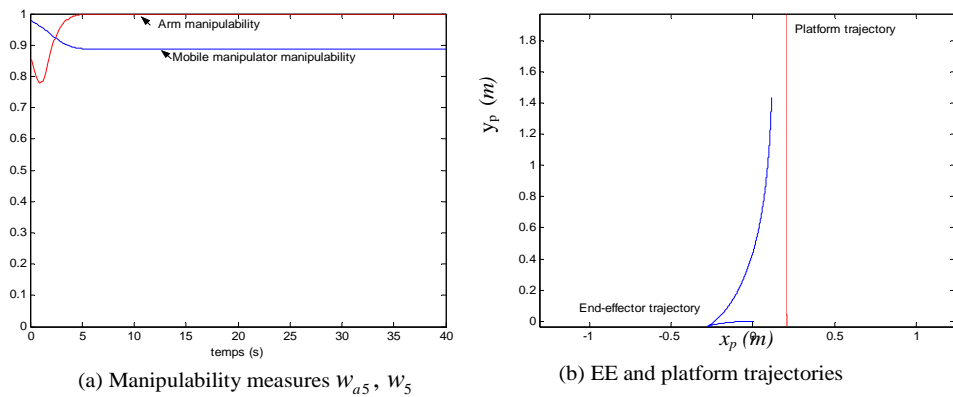 1
0.9
0.8
0.7
0.6
0.5
0.4
0.3
0.2
0.1
0
0 5 10 15 20 25 30 35 40
temps (s)
Arm manipulability
Mobile manipulator manipulability
(a) Manipulability measures w_{a5}, w_5
y_p (m)
1.8
1.6
1.4
1.2
1
0.8
0.6
0.4
0.2
0
-1 -0.5 0 0.5 1
x_p (m)
Platform trajectory
End-effector trajectory
(b) EE and platform trajectories